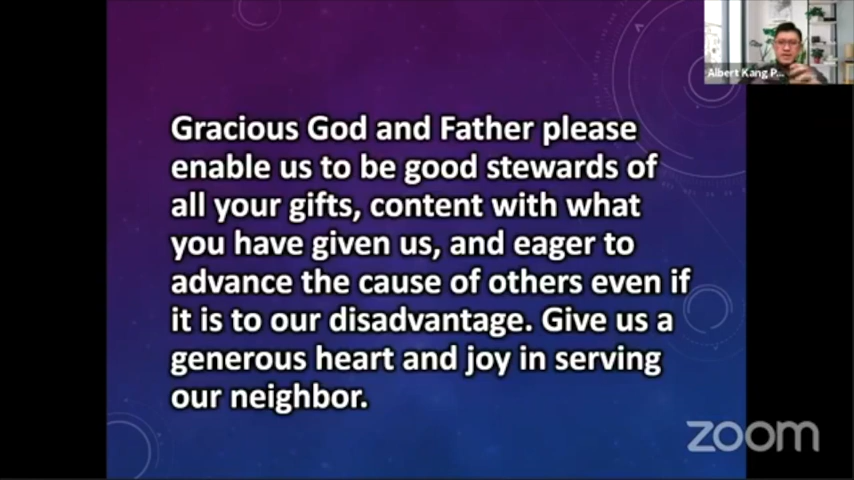 Albert Kang P...
Gracious God and Father please
enable us to be good stewards of
all your gifts, content with what
you have given us, and eager to
advance the cause of others even if
it is to our disadvantage. Give us a
generous heart and joy in serving
our neighbor.
zoom